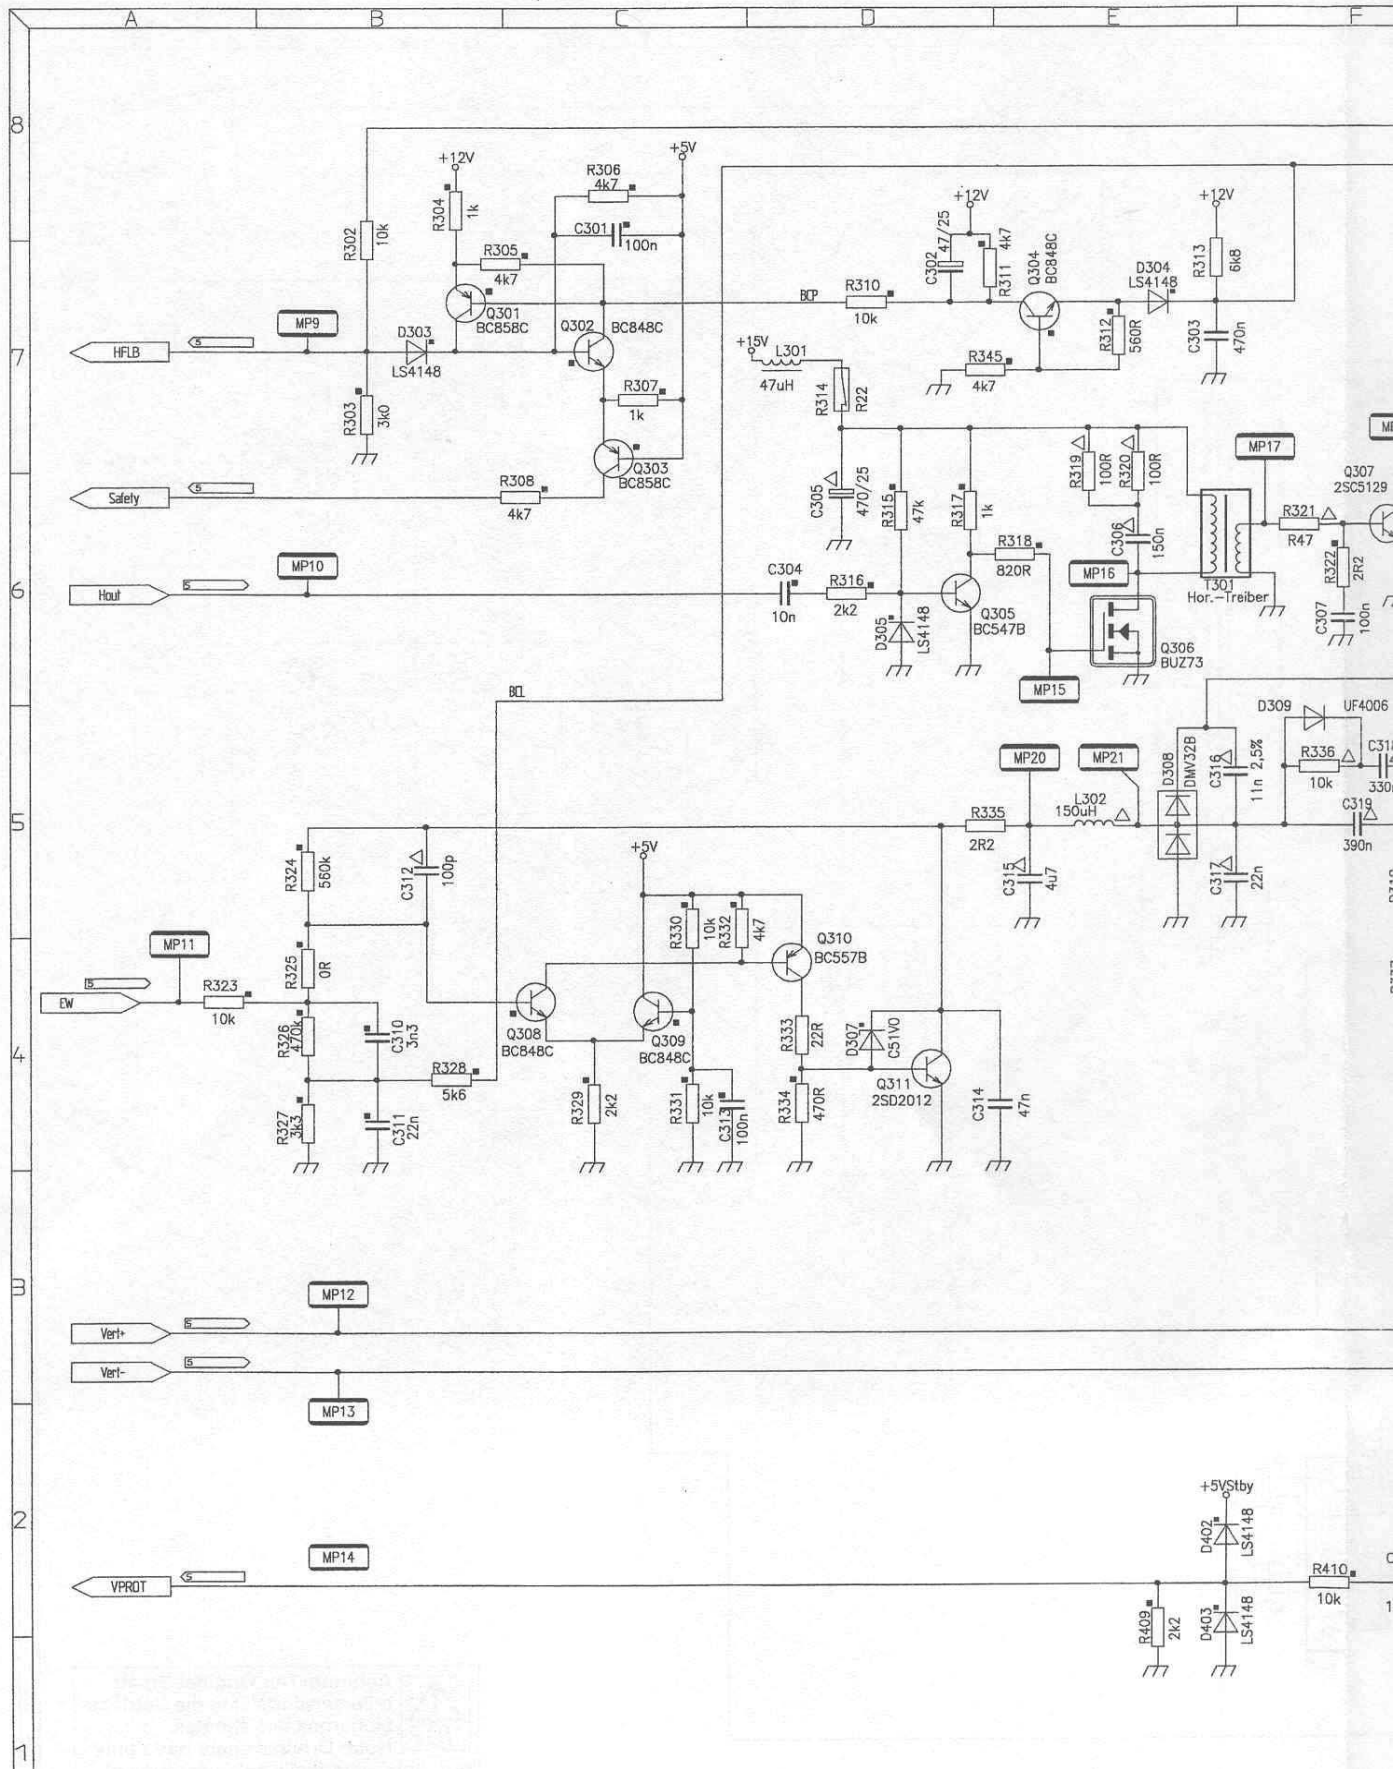 A B C D E F
8
+12V
+5V
R306
4k7
R304
1k
C301
100n
R302
10k
R305
4k7
Q301
BC858C
MP9
D303
LS4148
Q302
BC848C
7
HFLB
5
R303
3k0
R307
1k
Q303
BC858C
R308
4k7
Safety
5
BCP
R310
10k
+12V
C302
47/25
R311
4k7
Q304
BC848C
D304
LS4148
R312
560R
+12V
R313
6k8
C303
470n
R345
4k7
+15V
L301
47uH
R314
R22
C305
470/25
R315
47k
R317
1k
R319
100R
R320
100R
C306
150n
MP17
Q307
2SC5129
R321
R47
R322
2R2
C307
100n
T301
Hor.-Treiber
MP10
6
Hout
5
C304
10n
R316
2k2
D305
LS4148
Q305
BC547B
R318
820R
MP16
Q306
BUZ73
MP15
BCL
MP20
MP21
D308
DMV32B
C316
11n 2,5%
D309
UF4006
R336
10k
C318
C319
390n
5
R335
2R2
L302
150uH
C315
4u7
C317
22n
R324
560k
C312
100p
+5V
R330
10k
R332
4k7
Q310
BC557B
MP11
R325
0R
EW
5
R323
10k
R326
470k
C310
3n3
Q308
BC848C
Q309
BC848C
R333
22R
D307
C51V0
4
R328
5k6
R327
3k3
C311
22n
R329
2k2
R331
10k
C313
100n
R334
470R
Q311
2SD2012
C314
47n
3
MP12
Vert+
5
Vert-
5
MP13
+5VStby
2
D402
LS4148
MP14
VPROT
5
R410
10k
R409
2k2
D403
LS4148
1